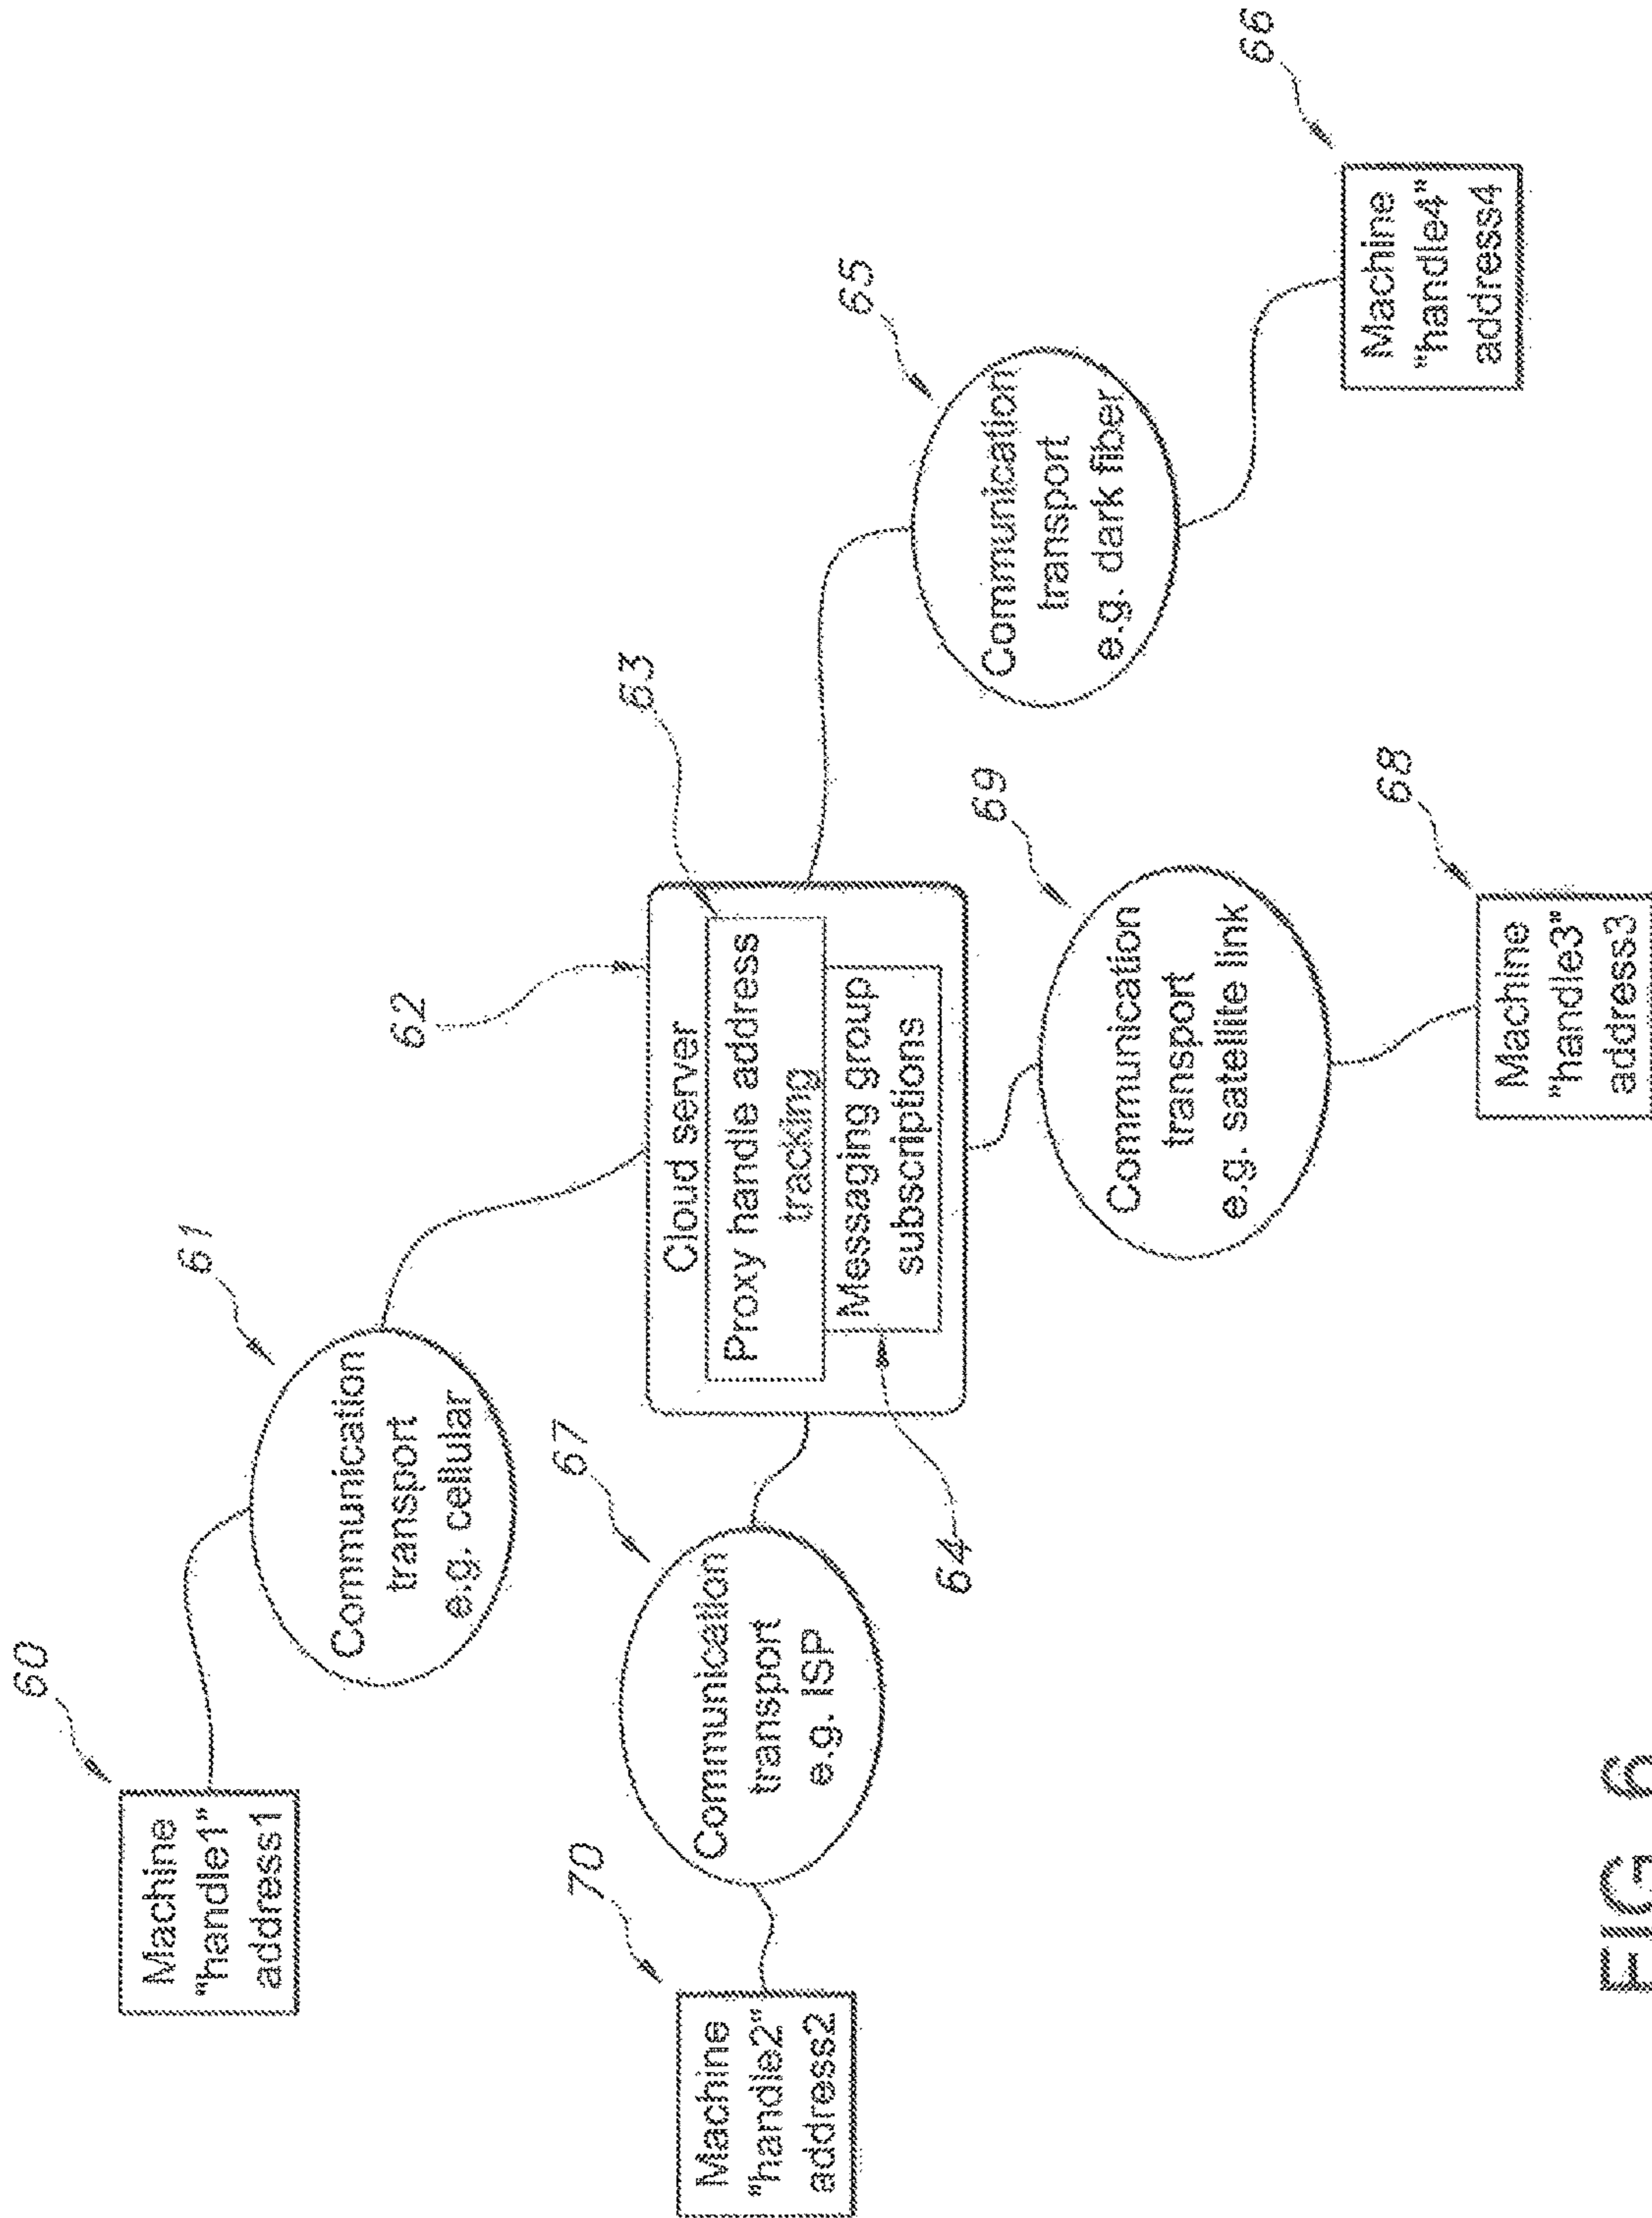 60
Machine
"handle1"
address1
61
Communication
transport
e.g. cellular
62
63
Cloud server
Proxy handle address
tracking
Messaging group
subscriptions
64
65
Communication
transport
e.g. dark fiber
66
Machine
"handle4"
address4
67
Communication
transport
e.g. ISP
70
Machine
"handle2"
address2
69
Communication
transport
e.g. satellite link
68
Machine
"handle3"
address3
FIG 6